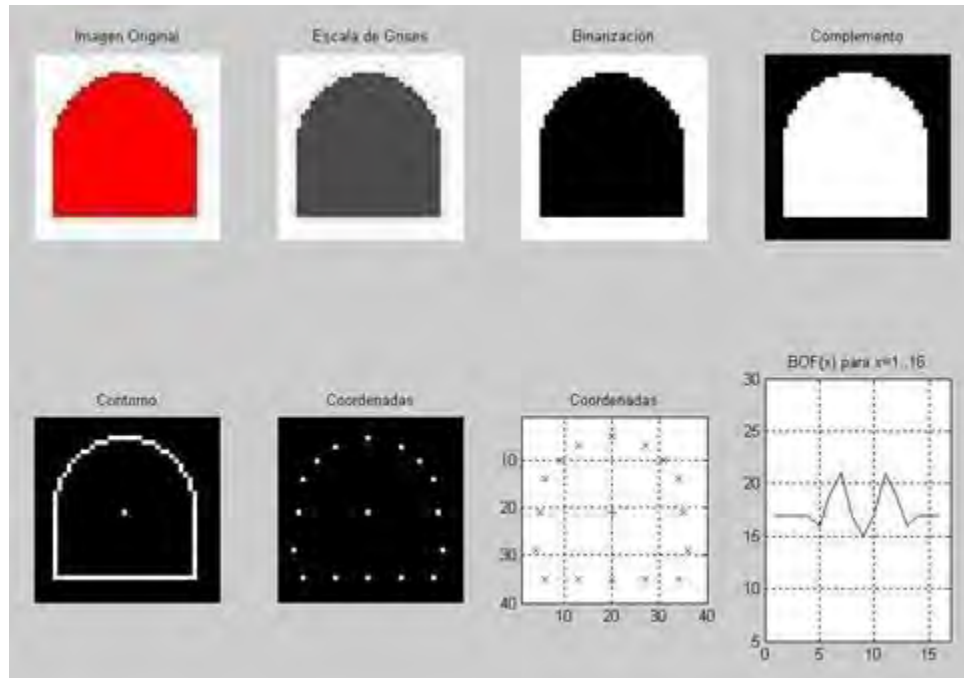 Imagen Original
Escala de Grises
Binarización
Complemento
BOF(x) para x=1..16
Contorno
Coordenadas
Coordenadas
10
20
30
40
10
20
30
40
30
25
20
15
10
5
0
5
10
15